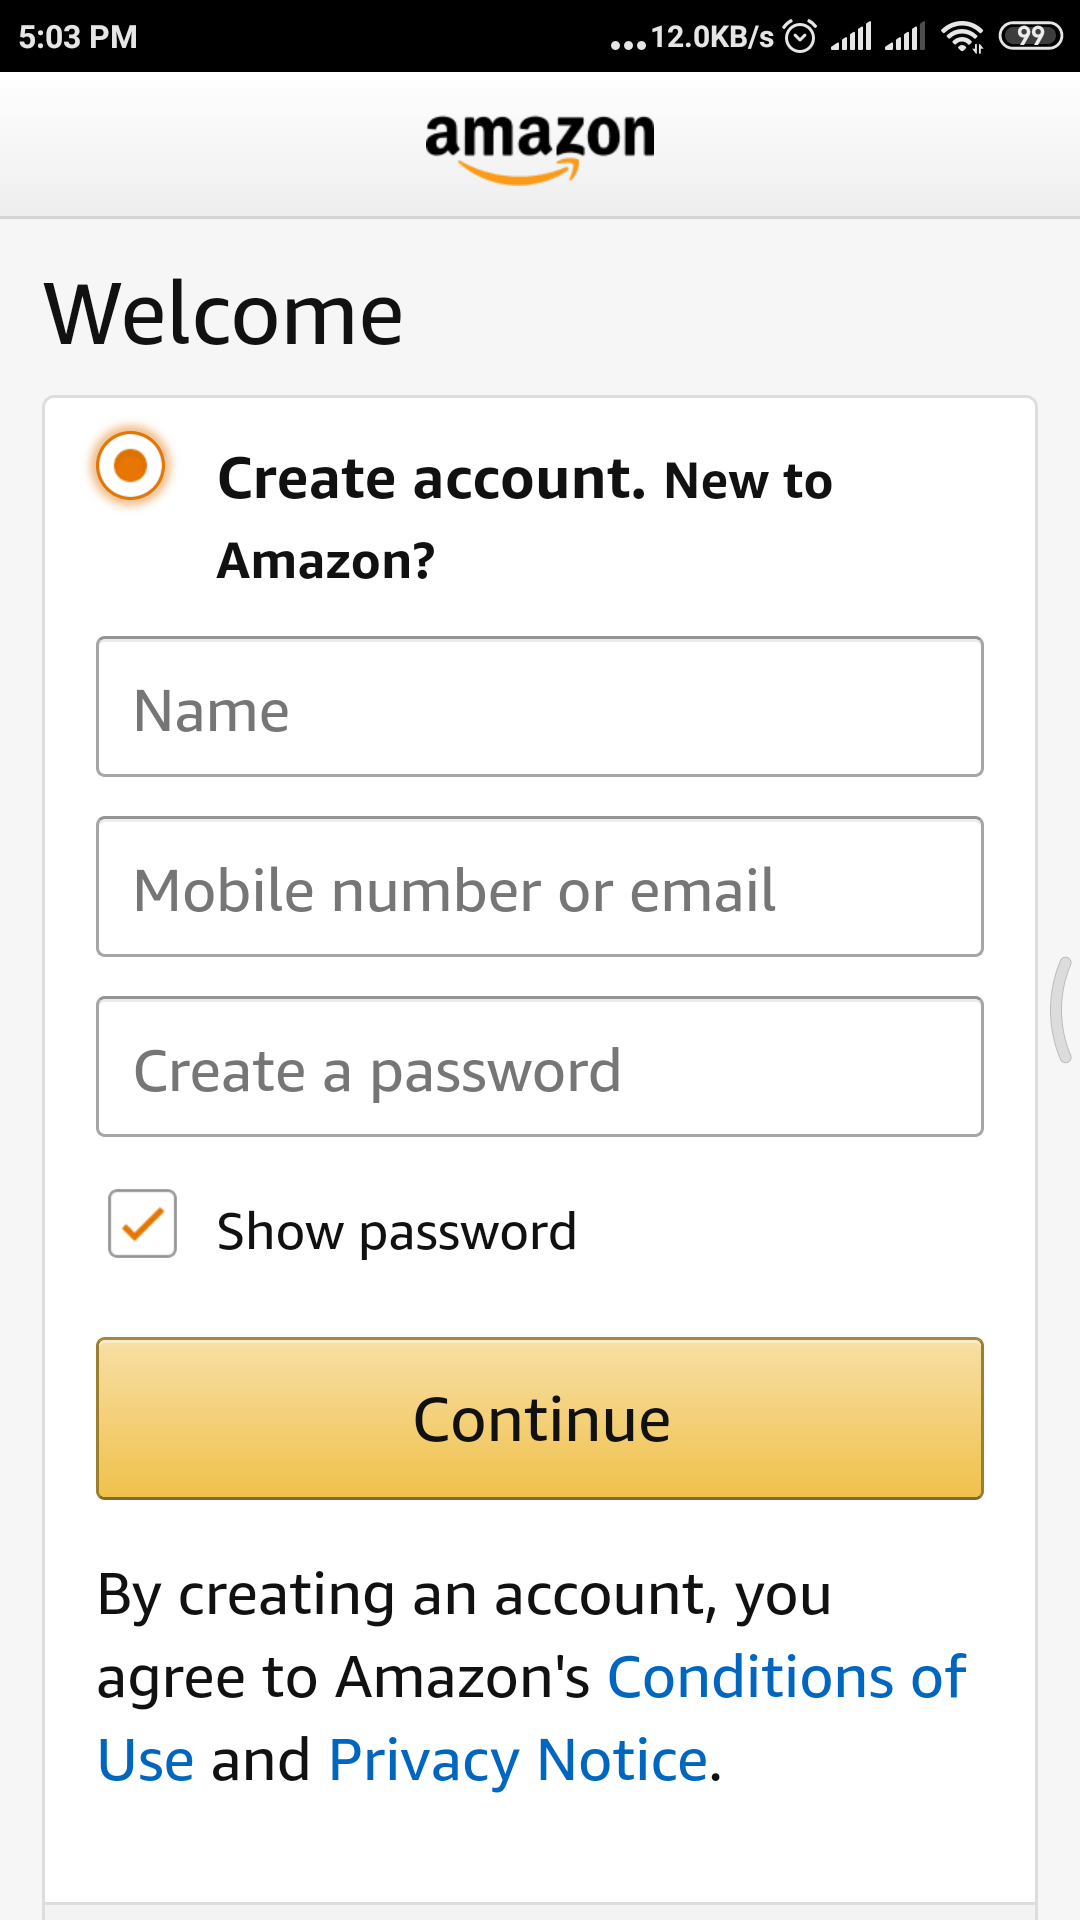 5:03 PM ...12.0KB/s 99
amazon
Welcome
Create account. New to
Amazon?
Name
Mobile number or email
Create a password
Show password
Continue
By creating an account, you
agree to Amazon's Conditions of
Use and Privacy Notice.